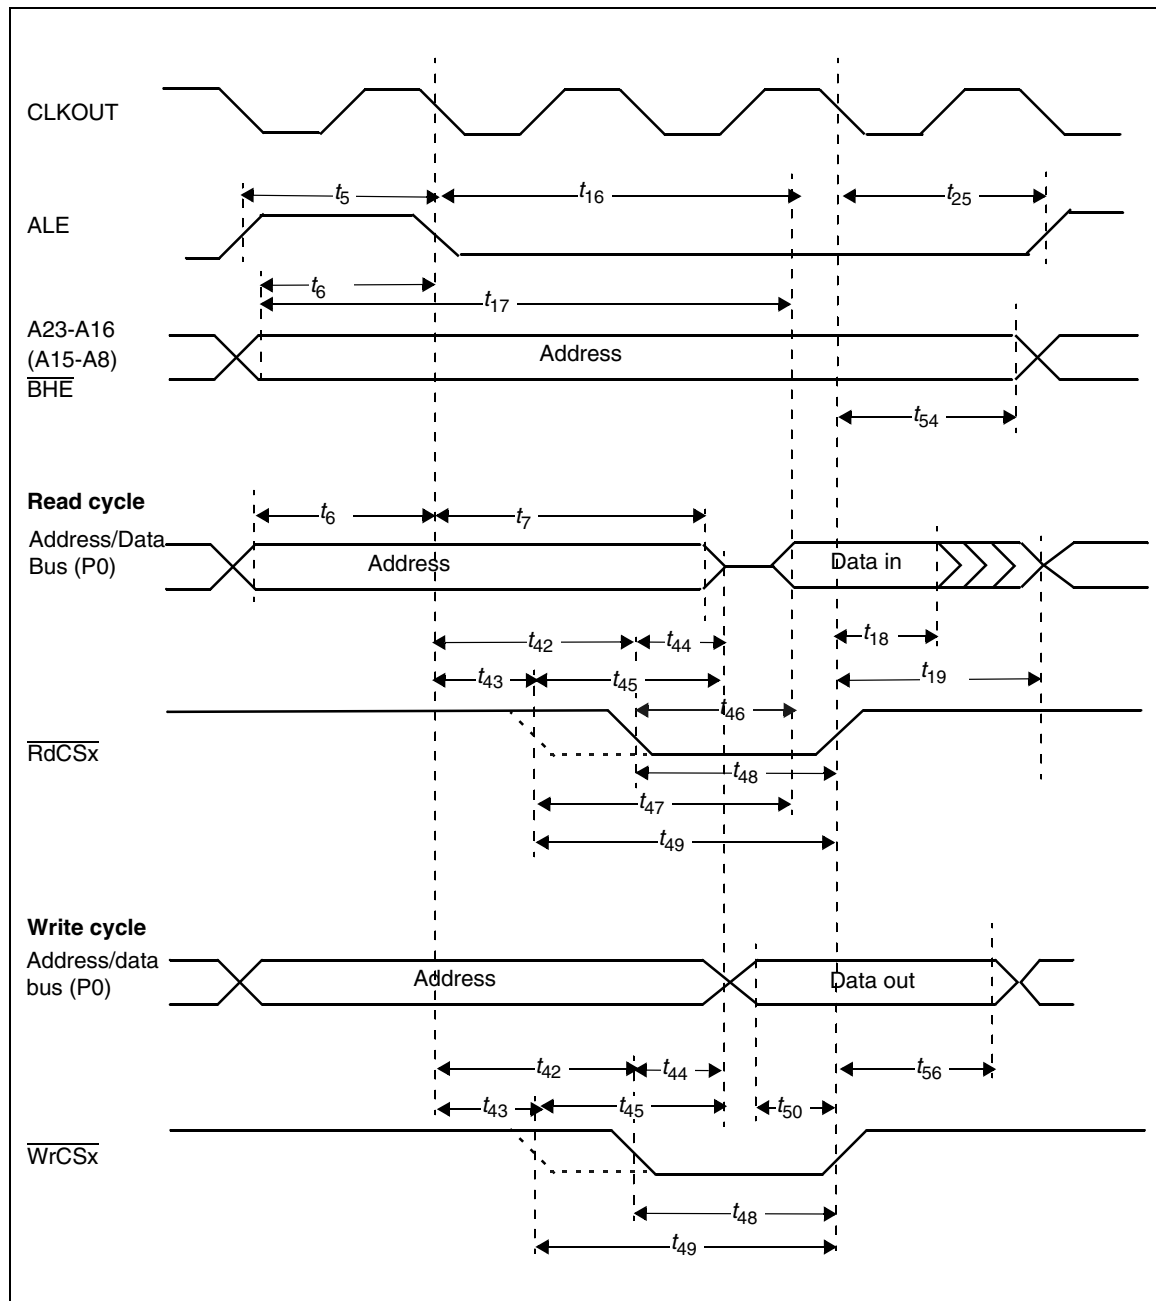 CLKOUT
t5
t16
t25
ALE
t6
t17
A23-A16
(A15-A8)
BHE
Address
t54
Read cycle
Address/Data
Bus (P0)
t6
t7
Address
Data in
t42
t44
t18
t43
t45
t19
t46
RdCSx
t48
t47
t49
Write cycle
Address/data
bus (P0)
Address
Data out
t42
t44
t56
t43
t45
t50
WrCSx
t48
t49